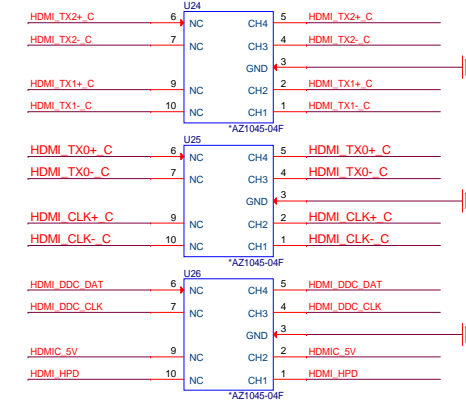 U24
HDMI_TX2+_C 6 NC CH4 5 HDMI_TX2+_C
HDMI_TX2-_C 7 NC CH3 4 HDMI_TX2-_C
GND 3
HDMI_TX1+_C 9 NC CH2 2 HDMI_TX1+_C
HDMI_TX1-_C 10 NC CH1 1 HDMI_TX1-_C
*AZ1045-04F
U25
HDMI_TX0+_C 6 NC CH4 5 HDMI_TX0+_C
HDMI_TX0-_C 7 NC CH3 4 HDMI_TX0-_C
GND 3
HDMI_CLK+_C 9 NC CH2 2 HDMI_CLK+_C
HDMI_CLK-_C 10 NC CH1 1 HDMI_CLK-_C
*AZ1045-04F
U26
HDMI_DDC_DAT 6 NC CH4 5 HDMI_DDC_DAT
HDMI_DDC_CLK 7 NC CH3 4 HDMI_DDC_CLK
GND 3
HDMIC_5V 9 NC CH2 2 HDMIC_5V
HDMI_HPD 10 NC CH1 1 HDMI_HPD
*AZ1045-04F